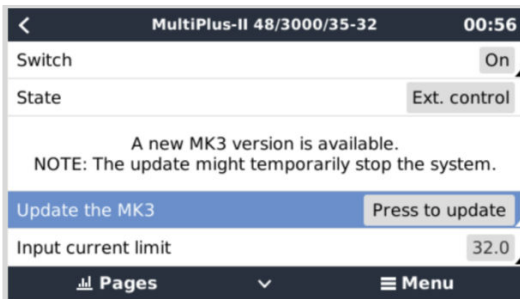 MultiPlus-II 48/3000/35-32 00:56
Switch On
State Ext. control
A new MK3 version is available.
NOTE: The update might temporarily stop the system.
Update the MK3 Press to update
Input current limit 32.0
Pages Menu